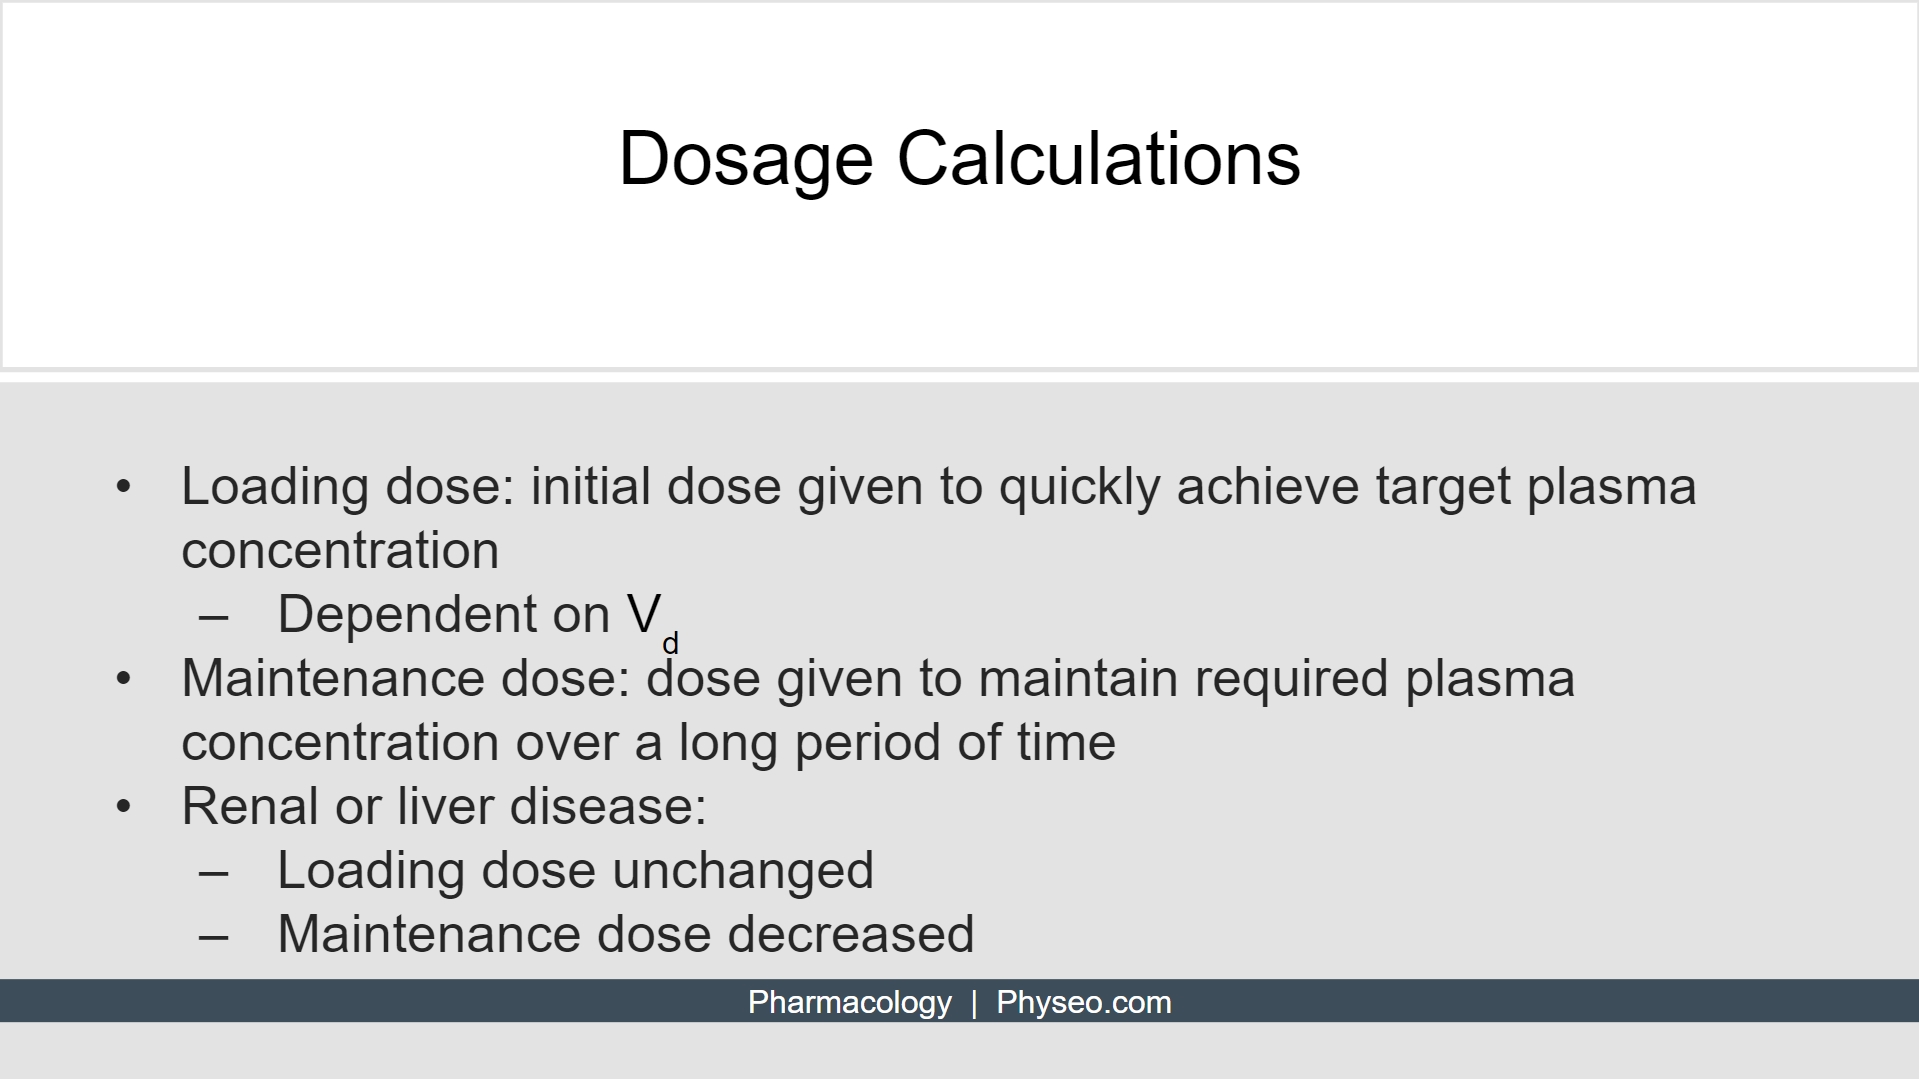 Dosage Calculations
• Loading dose: initial dose given to quickly achieve target plasma
concentration
– Dependent on Vd
• Maintenance dose: dose given to maintain required plasma
concentration over a long period of time
• Renal or liver disease:
– Loading dose unchanged
– Maintenance dose decreased
Pharmacology | Physeo.com